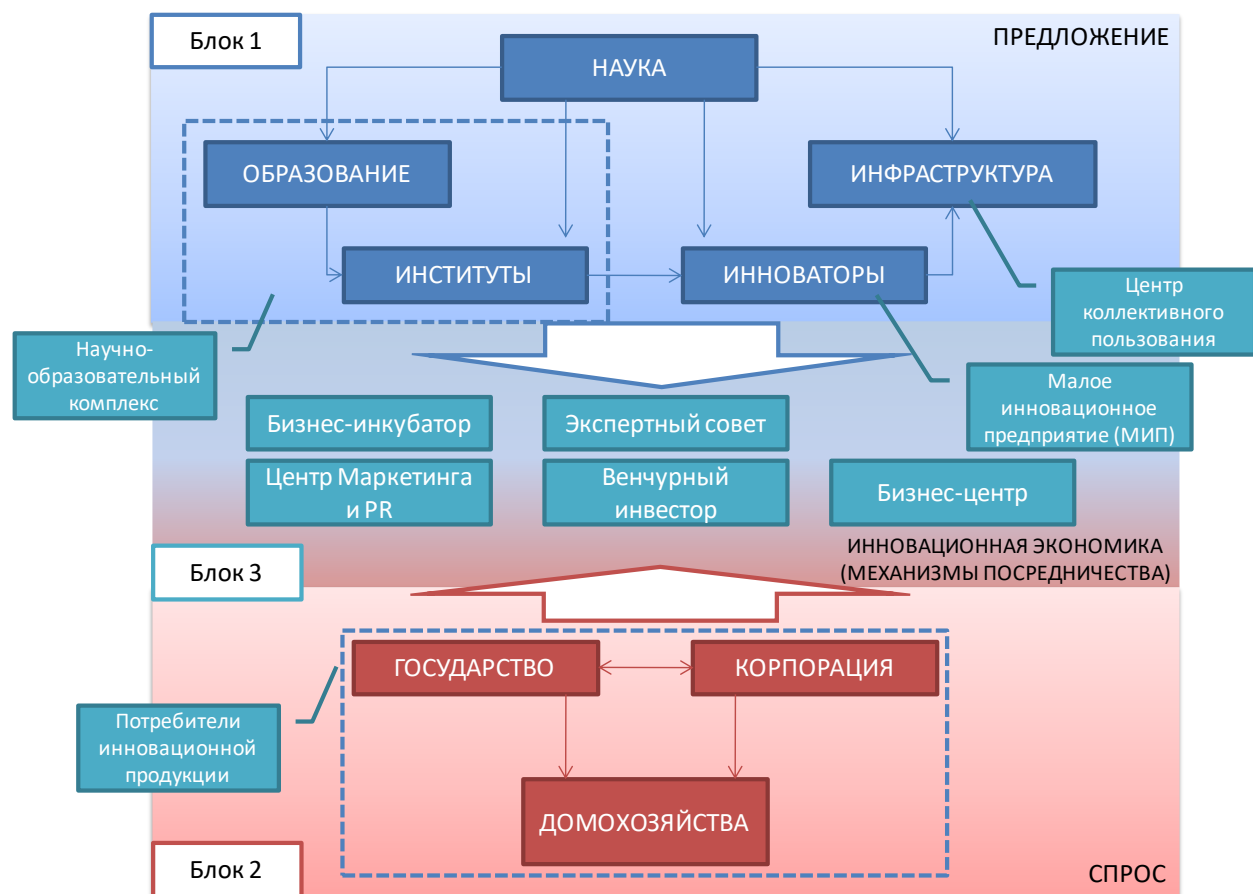 Блок 1
ПРЕДЛОЖЕНИЕ
НАУКА
ОБРАЗОВАНИЕ
ИНФРАСТРУКТУРА
ИНСТИТУТЫ
ИННОВАТОРЫ
Центр
коллективного
пользования
Научно-
образовательный
комплекс
Малое
инновационное
предприятие (МИП)
Бизнес-инкубатор
Экспертный совет
Центр Маркетинга
и PR
Венчурный
инвестор
Бизнес-центр
ИННОВАЦИОННАЯ ЭКОНОМИКА
(МЕХАНИЗМЫ ПОСРЕДНИЧЕСТВА)
Блок 3
ГОСУДАРСТВО
КОРПОРАЦИЯ
Потребители
инновационной
продукции
ДОМОХОЗЯЙСТВА
Блок 2
СПРОС